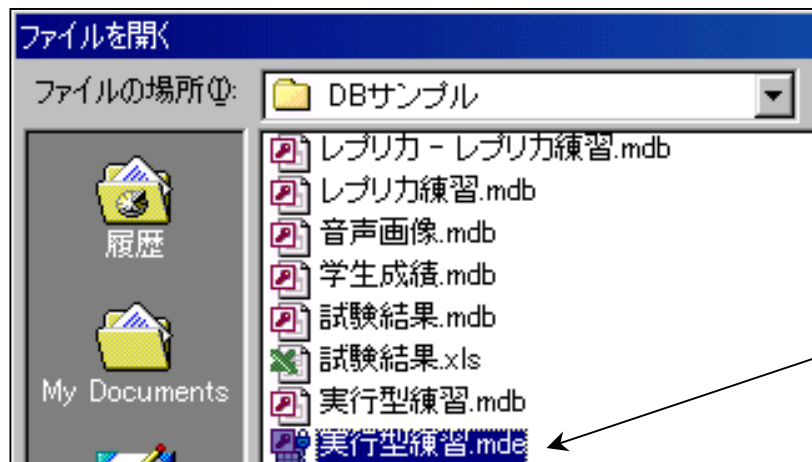 ファイルを開く
ファイルの場所(I):
DBサンプル
レプリカ - レプリカ練習.mdb
レプリカ練習.mdb
音声画像.mdb
学生成績.mdb
試験結果.mdb
試験結果.xls
実行型練習.mdb
実行型練習.mde
履歴
My Documents